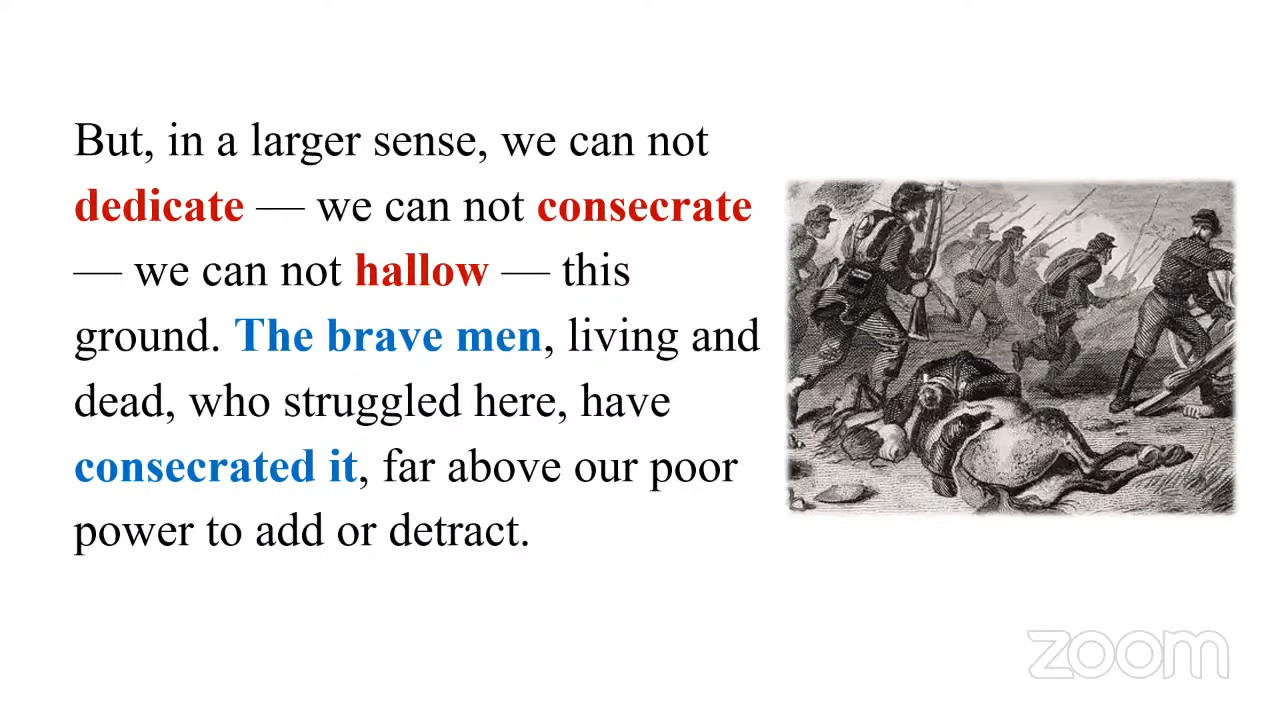 But, in a larger sense, we can not
dedicate — we can not consecrate
— we can not hallow — this
ground. The brave men, living and
dead, who struggled here, have
consecrated it, far above our poor
power to add or detract.
zoom